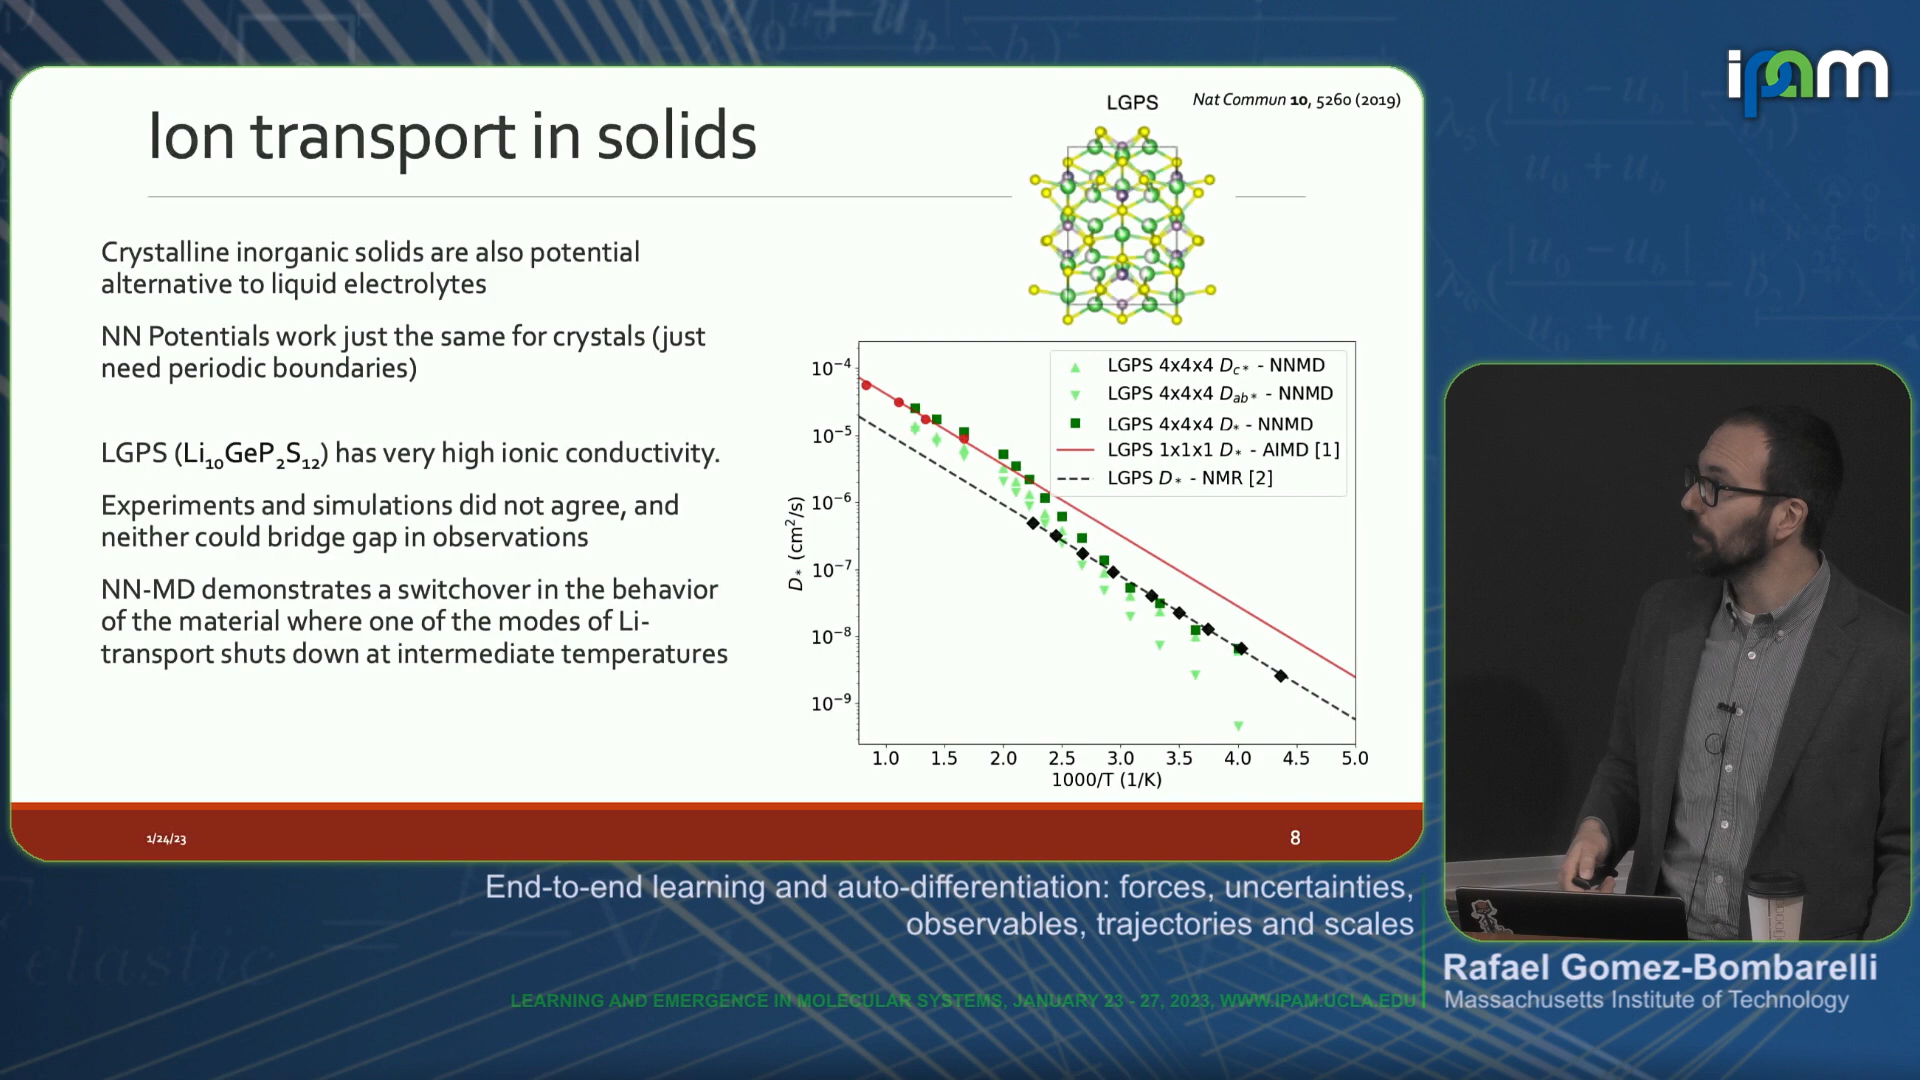 ipam
Ion transport in solids
LGPS
Nat Commun 10, 5260 (2019)
Crystalline inorganic solids are also potential
alternative to liquid electrolytes
NN Potentials work just the same for crystals (just
need periodic boundaries)
LGPS (Li₁₀GeP₂S₁₂) has very high ionic conductivity.
Experiments and simulations did not agree, and
neither could bridge gap in observations
NN-MD demonstrates a switchover in the behavior
of the material where one of the modes of Li-
transport shuts down at intermediate temperatures
LGPS 4x4x4 D_c* - NNMD
LGPS 4x4x4 D_ab* - NNMD
LGPS 4x4x4 D_* - NNMD
LGPS 1x1x1 D_* - AIMD [1]
LGPS D_* - NMR [2]
10⁻⁴
10⁻⁵
10⁻⁶
10⁻⁷
10⁻⁸
10⁻⁹
D_* (cm²/s)
1.0 1.5 2.0 2.5 3.0 3.5 4.0 4.5 5.0
1000/T (1/K)
1/24/23
8
End-to-end learning and auto-differentiation: forces, uncertainties,
observables, trajectories and scales
LEARNING AND EMERGENCE IN MOLECULAR SYSTEMS, JANUARY 23 - 27, 2023, WWW.IPAM.UCLA.EDU
Rafael Gomez-Bombarelli
Massachusetts Institute of Technology
elastic